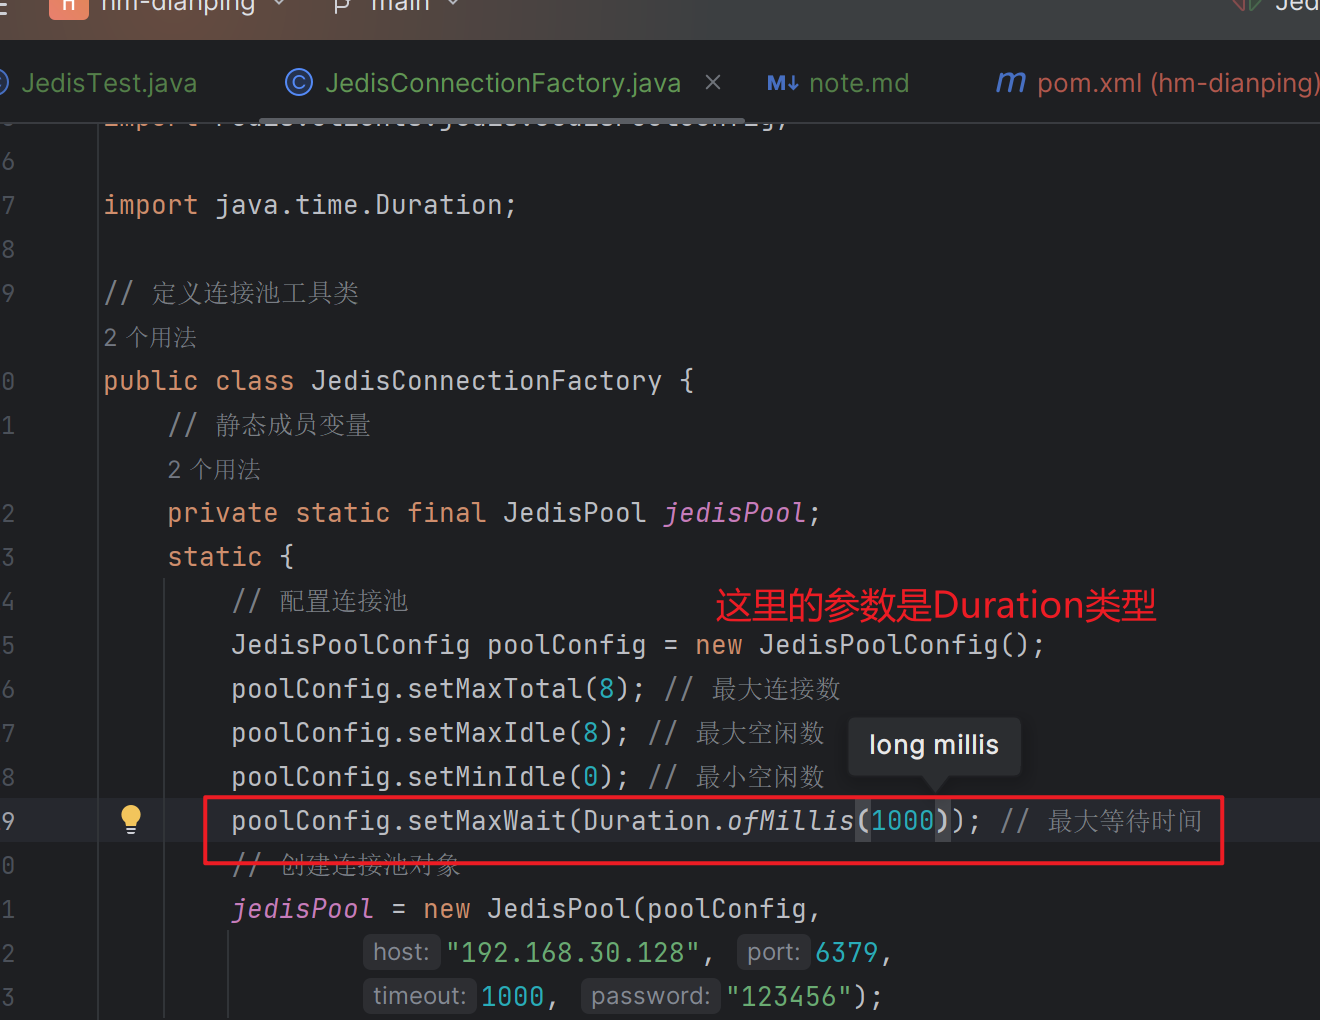 hm-dianping main Jed
JedisTest.java JedisConnectionFactory.java note.md pom.xml (hm-dianping)
6
7 import java.time.Duration;
8
9 // 定义连接池工具类
2 个用法
0 public class JedisConnectionFactory {
1 // 静态成员变量
2 个用法
2 private static final JedisPool jedisPool;
3 static {
4 // 配置连接池
这里的参数是Duration类型
5 JedisPoolConfig poolConfig = new JedisPoolConfig();
6 poolConfig.setMaxTotal(8); // 最大连接数
7 poolConfig.setMaxIdle(8); // 最大空闲数
long millis
8 poolConfig.setMinIdle(0); // 最小空闲数
9 poolConfig.setMaxWait(Duration.ofMillis(1000)); // 最大等待时间
0 // 创建连接池对象
1 jedisPool = new JedisPool(poolConfig,
2 host: "192.168.30.128", port: 6379,
3 timeout: 1000, password: "123456");